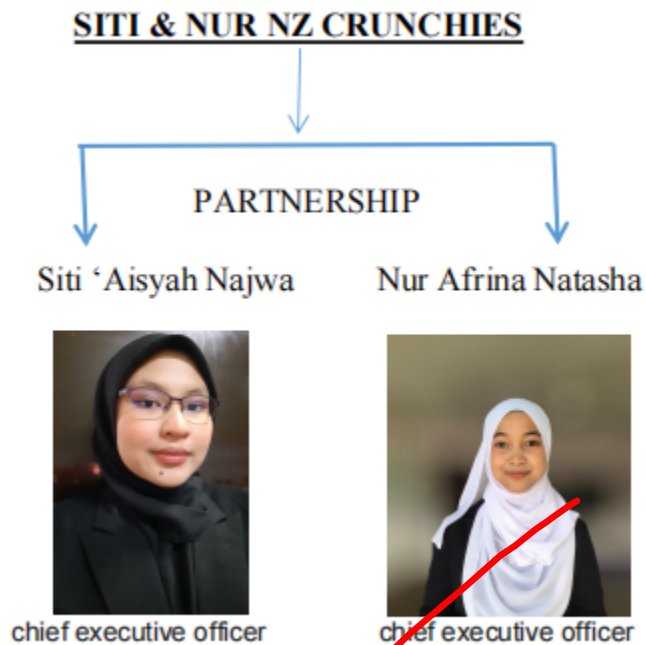 SITI & NUR NZ CRUNCHIES
PARTNERSHIP
Siti ‘Aisyah Najwa
Nur Afrina Natasha
chief executive officer
chief executive officer